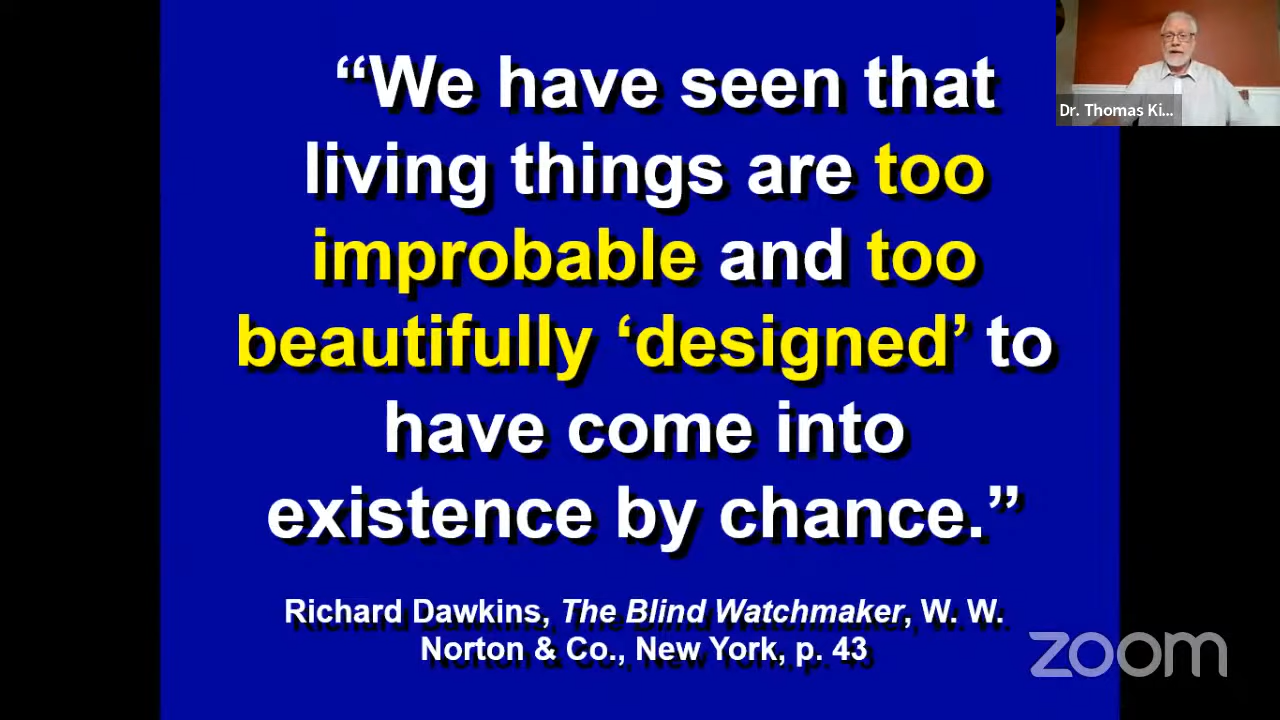 “We have seen that
living things are too
improbable and too
beautifully ‘designed’ to
have come into
existence by chance.”
Richard Dawkins, The Blind Watchmaker, W. W.
Norton & Co., New York, p. 43
Dr. Thomas Ki...
zoom